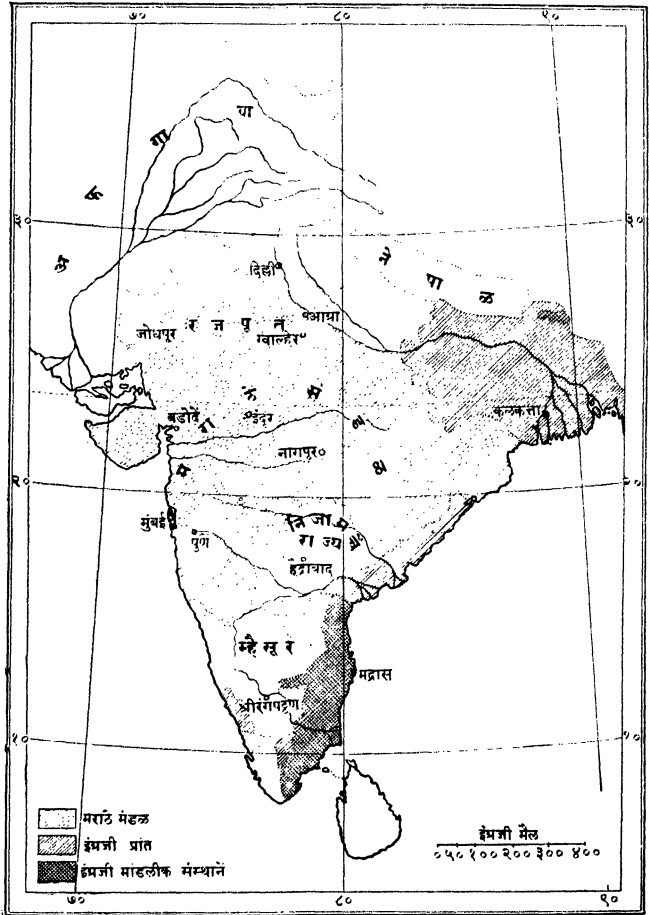 ७० ८० ९०
अ फ गा णा
३० ३०
ने पा ळ
दिल्ली
आग्रा
जोधपूर र ज पू त
ग्वाल्हेर
म रा ठे मं ड ळ
बडोदें इंदूर
कलकत्ता
नागपूर
२० २०
मुंबई
पुणें
निजाम
राज्य
हैद्राबाद
म्हैसूर
मद्रास
श्रीरंगपट्टण
१० १०
मराठे मंडळ
इंग्रजी प्रांत
इंग्रजी मांडलीक संस्थानें
इंग्रजी मैल
० ५० १०० २०० ३०० ४००
७० ८० ९०